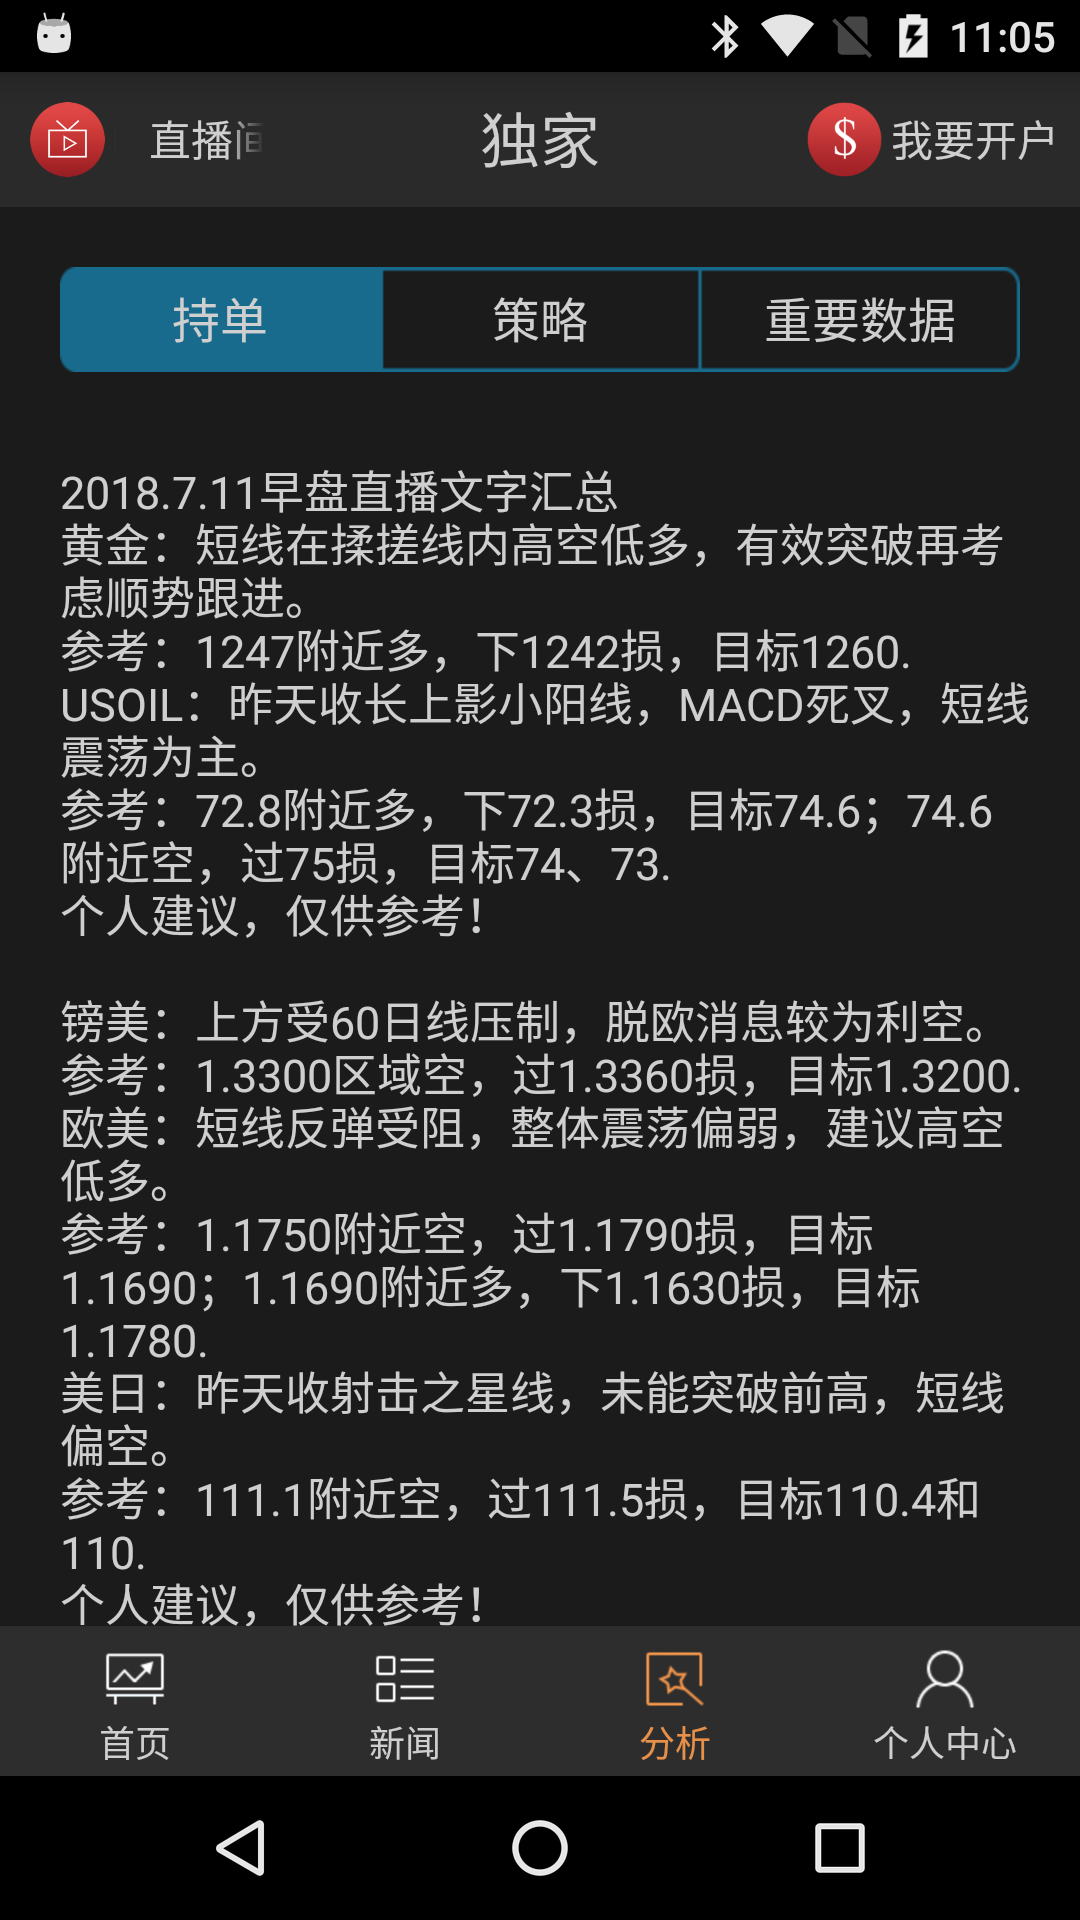 11:05
直播间
独家
$
我要开户
持单
策略
重要数据
2018.7.11早盘直播文字汇总
黄金：短线在揉搓线内高空低多，有效突破再考
虑顺势跟进。
参考：1247附近多，下1242损，目标1260.
USOIL：昨天收长上影小阳线，MACD死叉，短线
震荡为主。
参考：72.8附近多，下72.3损，目标74.6；74.6
附近空，过75损，目标74、73.
个人建议，仅供参考！
镑美：上方受60日线压制，脱欧消息较为利空。
参考：1.3300区域空，过1.3360损，目标1.3200.
欧美：短线反弹受阻，整体震荡偏弱，建议高空
低多。
参考：1.1750附近空，过1.1790损，目标
1.1690；1.1690附近多，下1.1630损，目标
1.1780.
美日：昨天收射击之星线，未能突破前高，短线
偏空。
参考：111.1附近空，过111.5损，目标110.4和
110.
个人建议，仅供参考！
首页
新闻
分析
个人中心